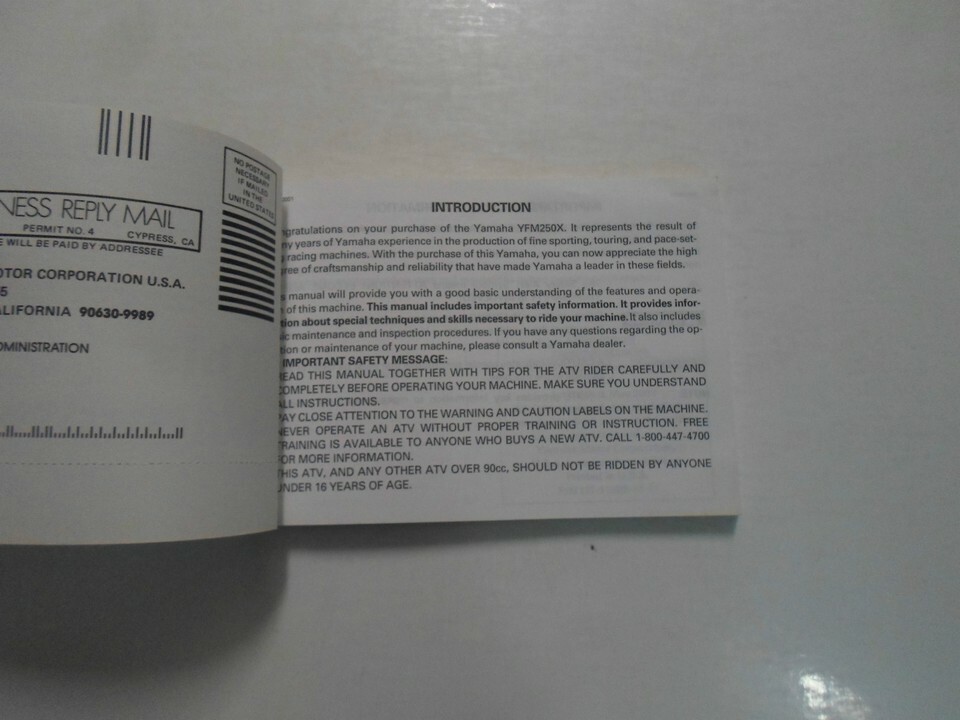 NESS REPLY MAIL
PERMIT NO. 4 CYPRESS, CA
E WILL BE PAID BY ADDRESSEE
OTOR CORPORATION U.S.A.
5
ALIFORNIA 90630-9989
DMINISTRATION
NO POSTAGE
NECESSARY
IF MAILED
IN THE
UNITED STATES
INTRODUCTION
ngratulations on your purchase of the Yamaha YFM250X. It represents the result of
ny years of Yamaha experience in the production of fine sporting, touring, and pace-set-
racing machines. With the purchase of this Yamaha, you can now appreciate the high
ree of craftsmanship and reliability that have made Yamaha a leader in these fields.
s manual will provide you with a good basic understanding of the features and opera-
n of this machine. This manual includes important safety information. It provides infor-
tion about special techniques and skills necessary to ride your machine. It also includes
ic maintenance and inspection procedures. If you have any questions regarding the op-
tion or maintenance of your machine, please consult a Yamaha dealer.
IMPORTANT SAFETY MESSAGE:
EAD THIS MANUAL TOGETHER WITH TIPS FOR THE ATV RIDER CAREFULLY AND
OMPLETELY BEFORE OPERATING YOUR MACHINE. MAKE SURE YOU UNDERSTAND
LL INSTRUCTIONS.
AY CLOSE ATTENTION TO THE WARNING AND CAUTION LABELS ON THE MACHINE.
EVER OPERATE AN ATV WITHOUT PROPER TRAINING OR INSTRUCTION. FREE
RAINING IS AVAILABLE TO ANYONE WHO BUYS A NEW ATV. CALL 1-800-447-4700
OR MORE INFORMATION.
HIS ATV, AND ANY OTHER ATV OVER 90cc, SHOULD NOT BE RIDDEN BY ANYONE
NDER 16 YEARS OF AGE.